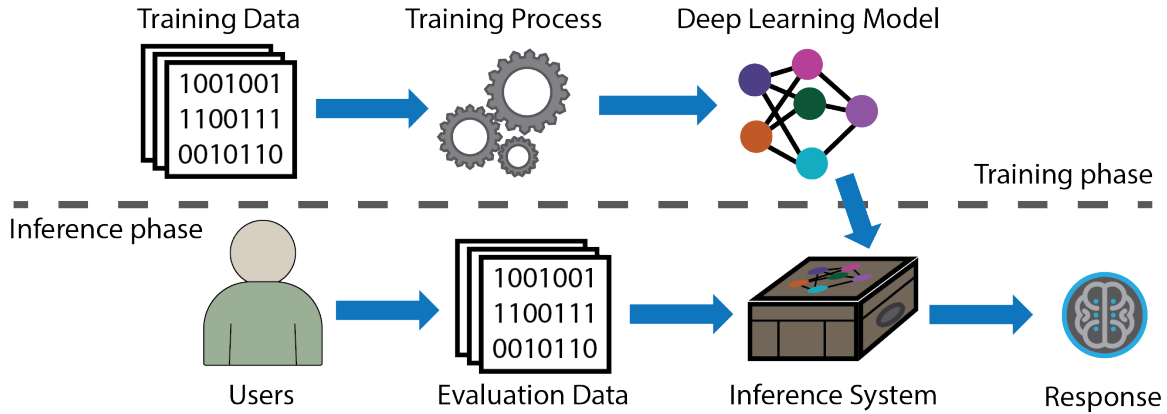 Training Data
Training Process
Deep Learning Model
1001001
1100111
0010110
Training phase
Inference phase
1001001
1100111
0010110
Users
Evaluation Data
Inference System
Response